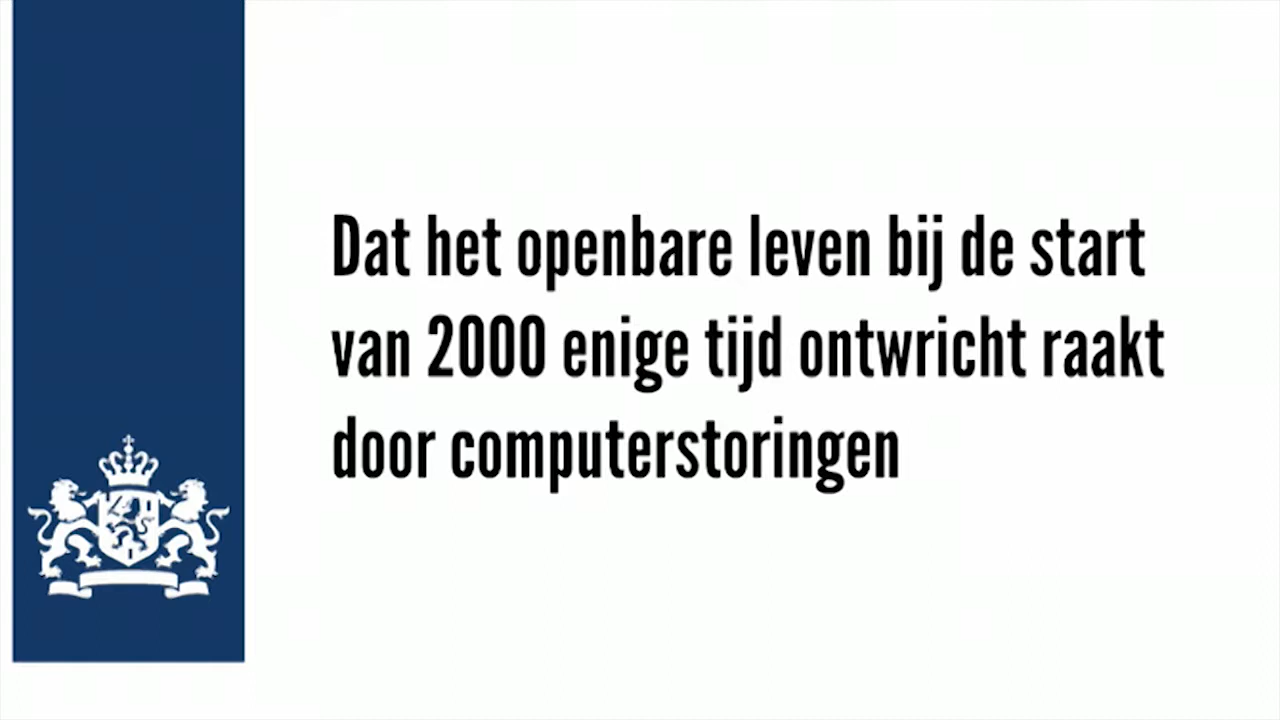 Dat het openbare leven bij de start
van 2000 enige tijd ontwricht raakt
door computerstoringen